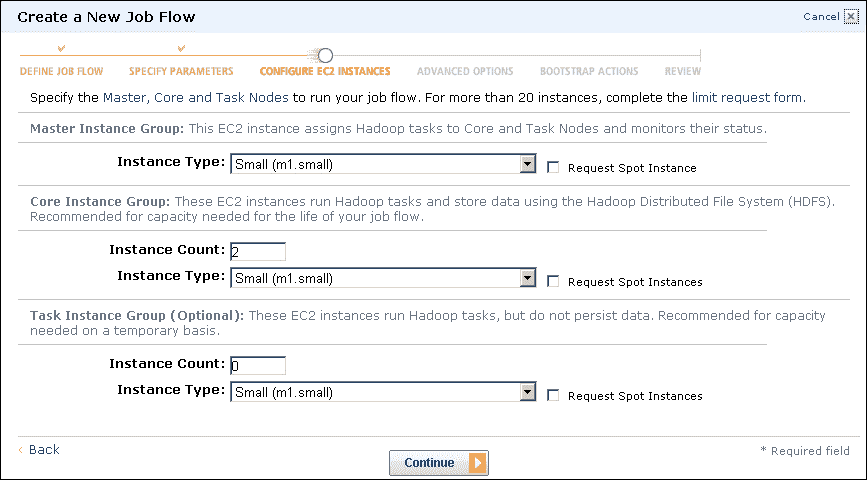 Create a New Job Flow
Cancel
DEFINE JOB FLOW SPECIFY PARAMETERS CONFIGURE EC2 INSTANCES ADVANCED OPTIONS BOOTSTRAP ACTIONS REVIEW
Specify the Master, Core and Task Nodes to run your job flow. For more than 20 instances, complete the limit request form.
Master Instance Group: This EC2 instance assigns Hadoop tasks to Core and Task Nodes and monitors their status.
Instance Type: Small (m1.small) Request Spot Instance
Core Instance Group: These EC2 instances run Hadoop tasks and store data using the Hadoop Distributed File System (HDFS).
Recommended for capacity needed for the life of your job flow.
Instance Count: 2
Instance Type: Small (m1.small) Request Spot Instances
Task Instance Group (Optional): These EC2 instances run Hadoop tasks, but do not persist data. Recommended for capacity
needed on a temporary basis.
Instance Count: 0
Instance Type: Small (m1.small) Request Spot Instances
Back
Continue
* Required field